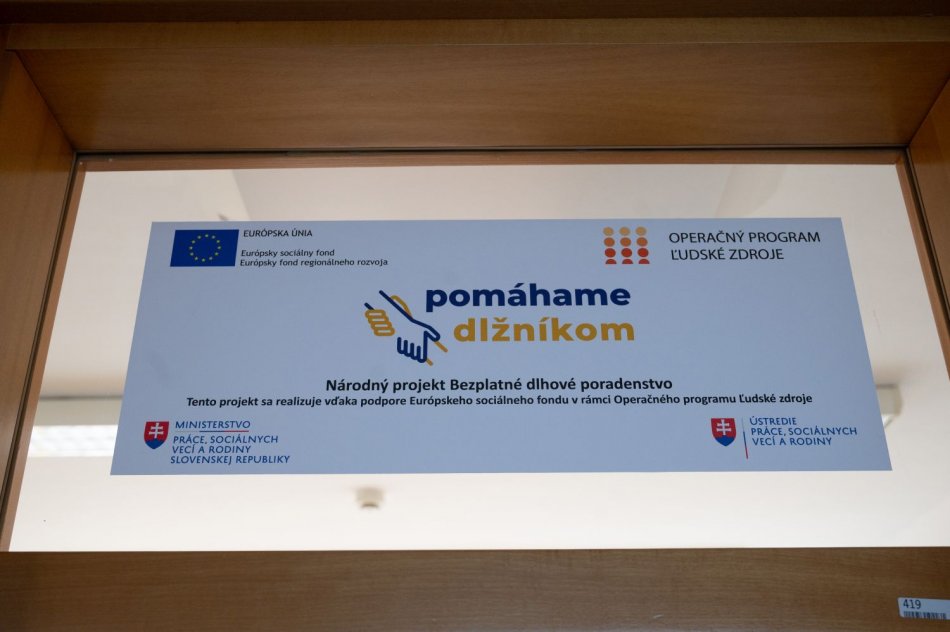 EURÓPSKA ÚNIA
Európsky sociálny fond
Európsky fond regionálneho rozvoja
OPERAČNÝ PROGRAM
ĽUDSKÉ ZDROJE
pomáhame
dlžníkom
Národný projekt Bezplatné dlhové poradenstvo
Tento projekt sa realizuje vďaka podpore Európskeho sociálneho fondu v rámci Operačného programu Ľudské zdroje
MINISTERSTVO
PRÁCE, SOCIÁLNYCH
VECÍ A RODINY
SLOVENSKEJ REPUBLIKY
ÚSTREDIE
PRÁCE, SOCIÁLNYCH
VECÍ A RODINY
419